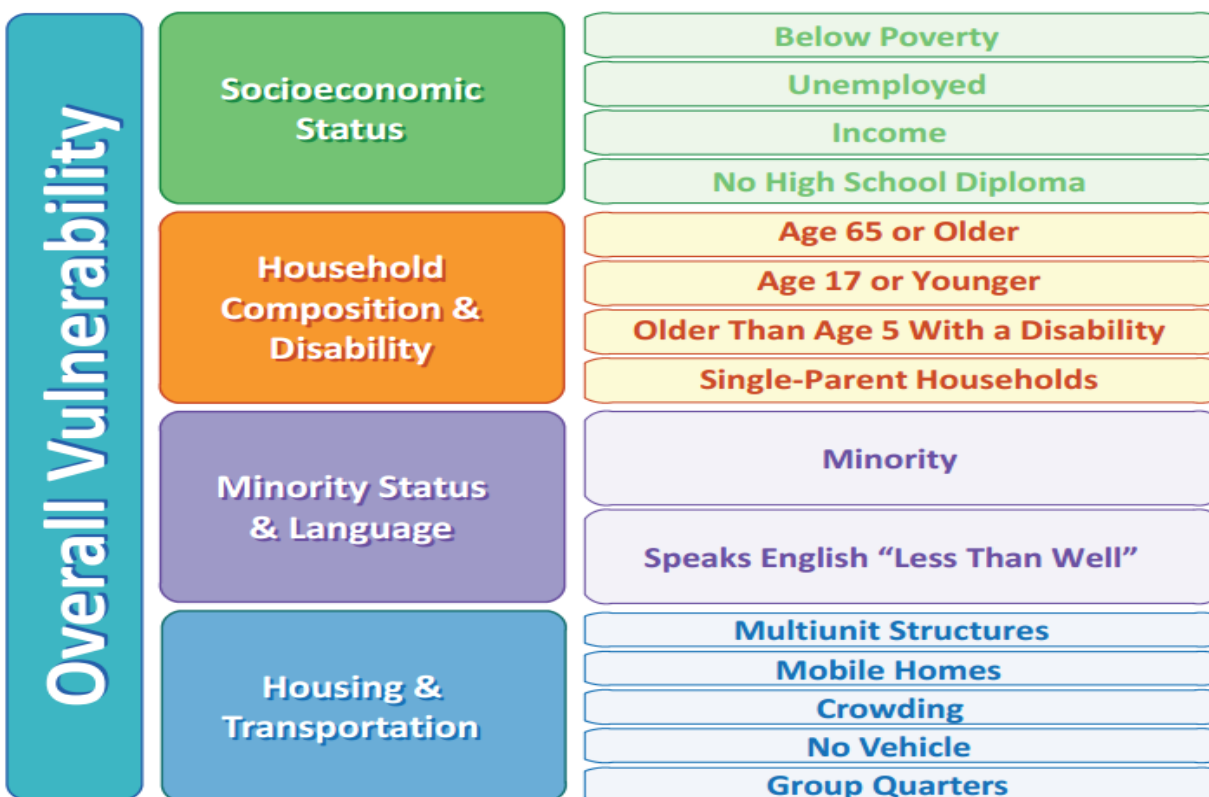 Overall Vulnerability
Socioeconomic
Status
Below Poverty
Unemployed
Income
No High School Diploma
Household
Composition &
Disability
Age 65 or Older
Age 17 or Younger
Older Than Age 5 With a Disability
Single-Parent Households
Minority Status
& Language
Minority
Speaks English “Less Than Well”
Housing &
Transportation
Multiunit Structures
Mobile Homes
Crowding
No Vehicle
Group Quarters